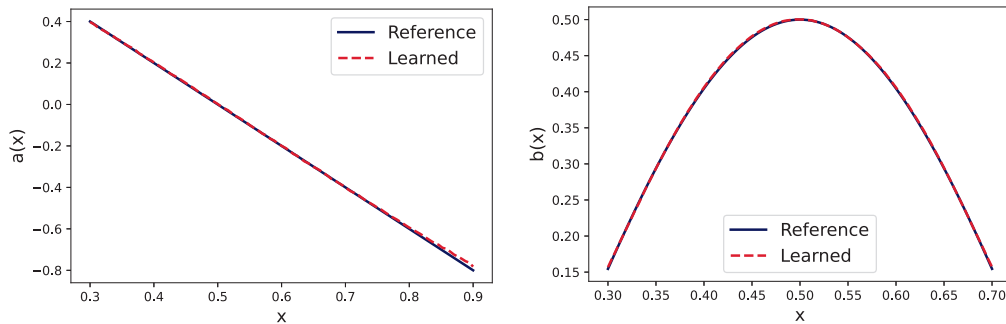 0.4
0.2
0.0
−0.2
−0.4
−0.6
−0.8
a(x)
0.3 0.4 0.5 0.6 0.7 0.8 0.9
x
Reference
Learned
0.50
0.45
0.40
0.35
0.30
0.25
0.20
0.15
b(x)
0.30 0.35 0.40 0.45 0.50 0.55 0.60 0.65 0.70
x
Reference
Learned